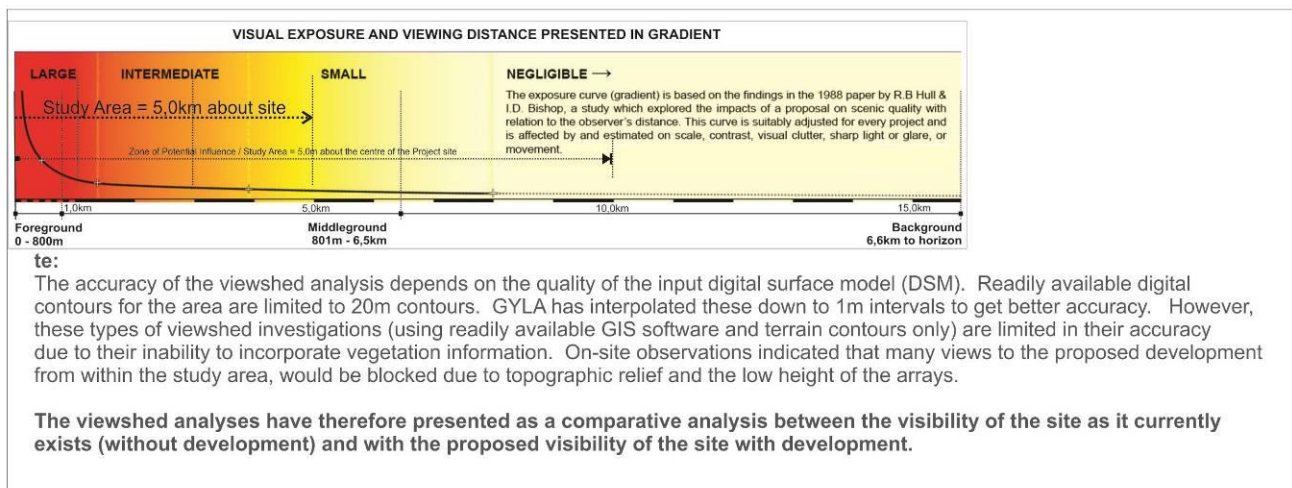 VISUAL EXPOSURE AND VIEWING DISTANCE PRESENTED IN GRADIENT
LARGE INTERMEDIATE SMALL NEGLIGIBLE →
Study Area = 5,0km about site
The exposure curve (gradient) is based on the findings in the 1988 paper by R.B Hull &
I.D. Bishop, a study which explored the impacts of a proposal on scenic quality with
relation to the observer's distance. This curve is suitably adjusted for every project and
is affected by and estimated on scale, contrast, visual clutter, sharp light or glare, or
movement.
Zone of Potential Influence / Study Area = 5,0m about the centre of the Project site
1,0km 5,0km 10,0km 15,0km
Foreground Middleground Background
0 - 800m 801m - 6,5km 6,6km to horizon
te:
The accuracy of the viewshed analysis depends on the quality of the input digital surface model (DSM). Readily available digital
contours for the area are limited to 20m contours. GYLA has interpolated these down to 1m intervals to get better accuracy. However,
these types of viewshed investigations (using readily available GIS software and terrain contours only) are limited in their accuracy
due to their inability to incorporate vegetation information. On-site observations indicated that many views to the proposed development
from within the study area, would be blocked due to topographic relief and the low height of the arrays.
The viewshed analyses have therefore presented as a comparative analysis between the visibility of the site as it currently
exists (without development) and with the proposed visibility of the site with development.